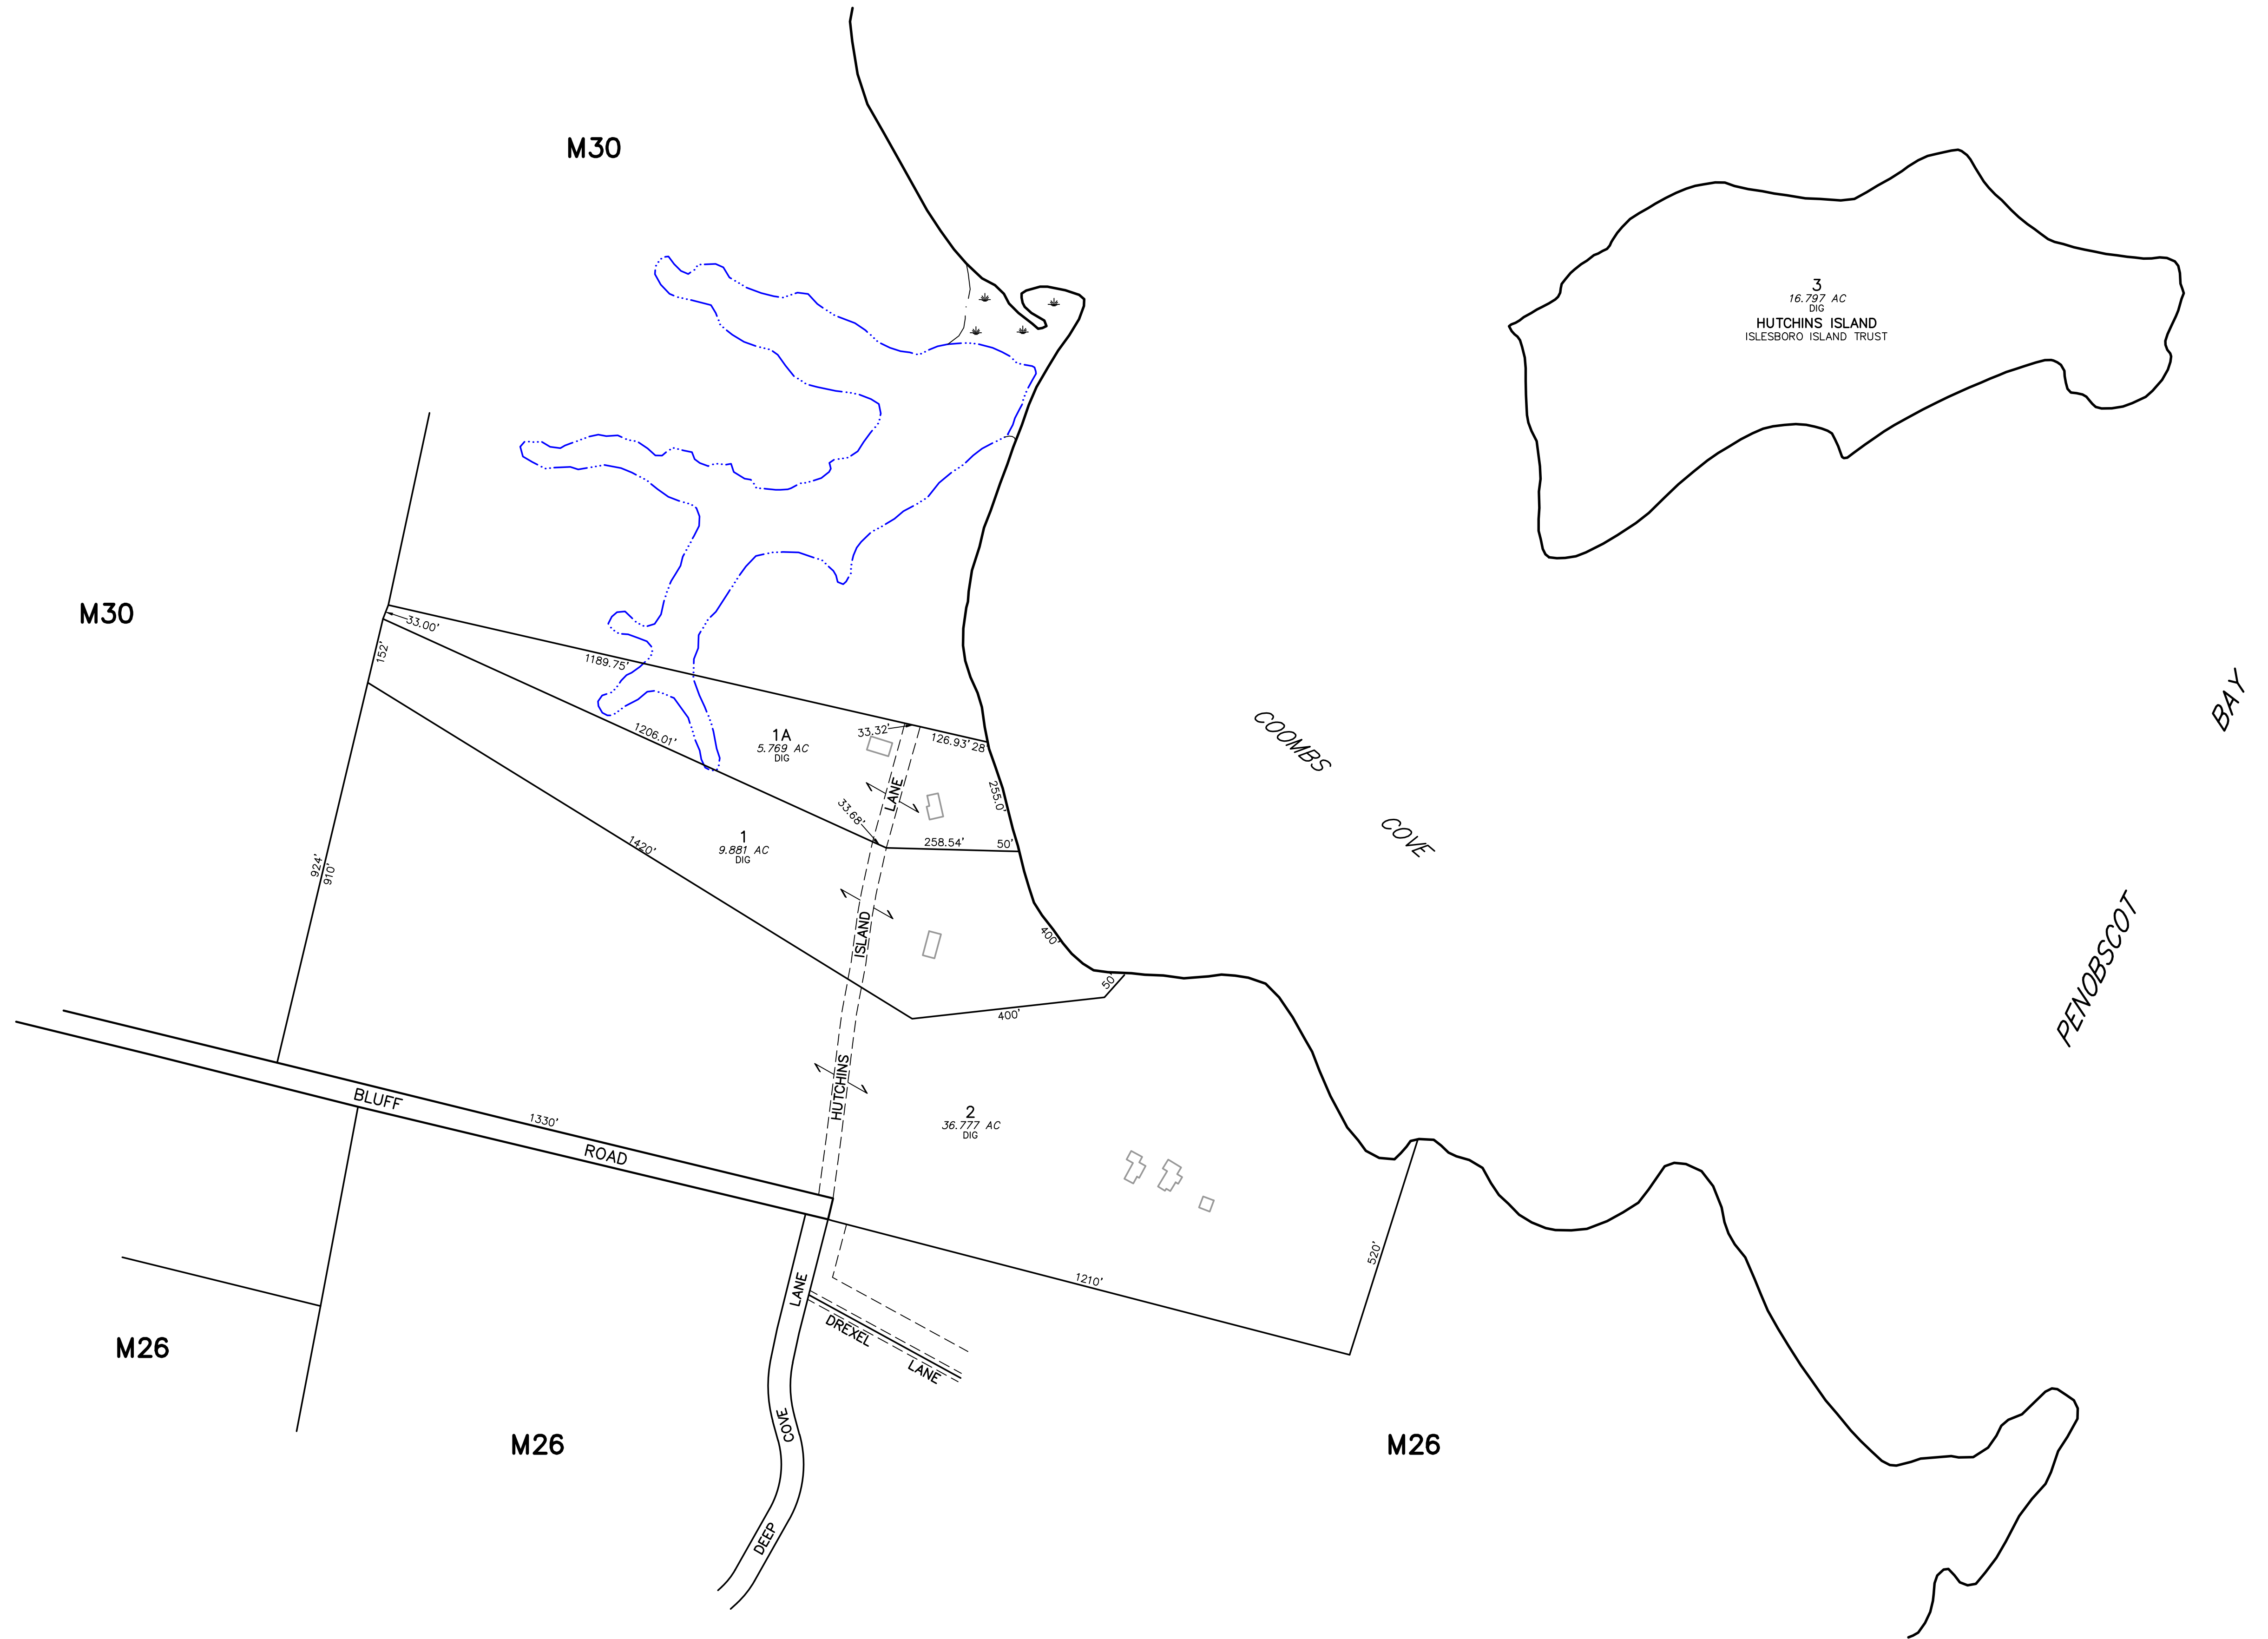 M30
3
16.797 AC
DIG
HUTCHINS ISLAND
ISLESBORO ISLAND TRUST
M30
33.00'
152'
1189.75'
1206.01'
1A
5.769 AC
DIG
33.32'
126.93'
28'
255.0'
33.68'
258.54'
50'
LANE
ISLAND
HUTCHINS
1
9.881 AC
DIG
1420'
924'
910'
400'
50'
400'
COOMBS
COVE
BAY
PENOBSCOT
BLUFF
ROAD
1330'
2
36.777 AC
DIG
520'
1210'
LANE
COVE
DEEP
DREXEL
LANE
M26
M26
M26